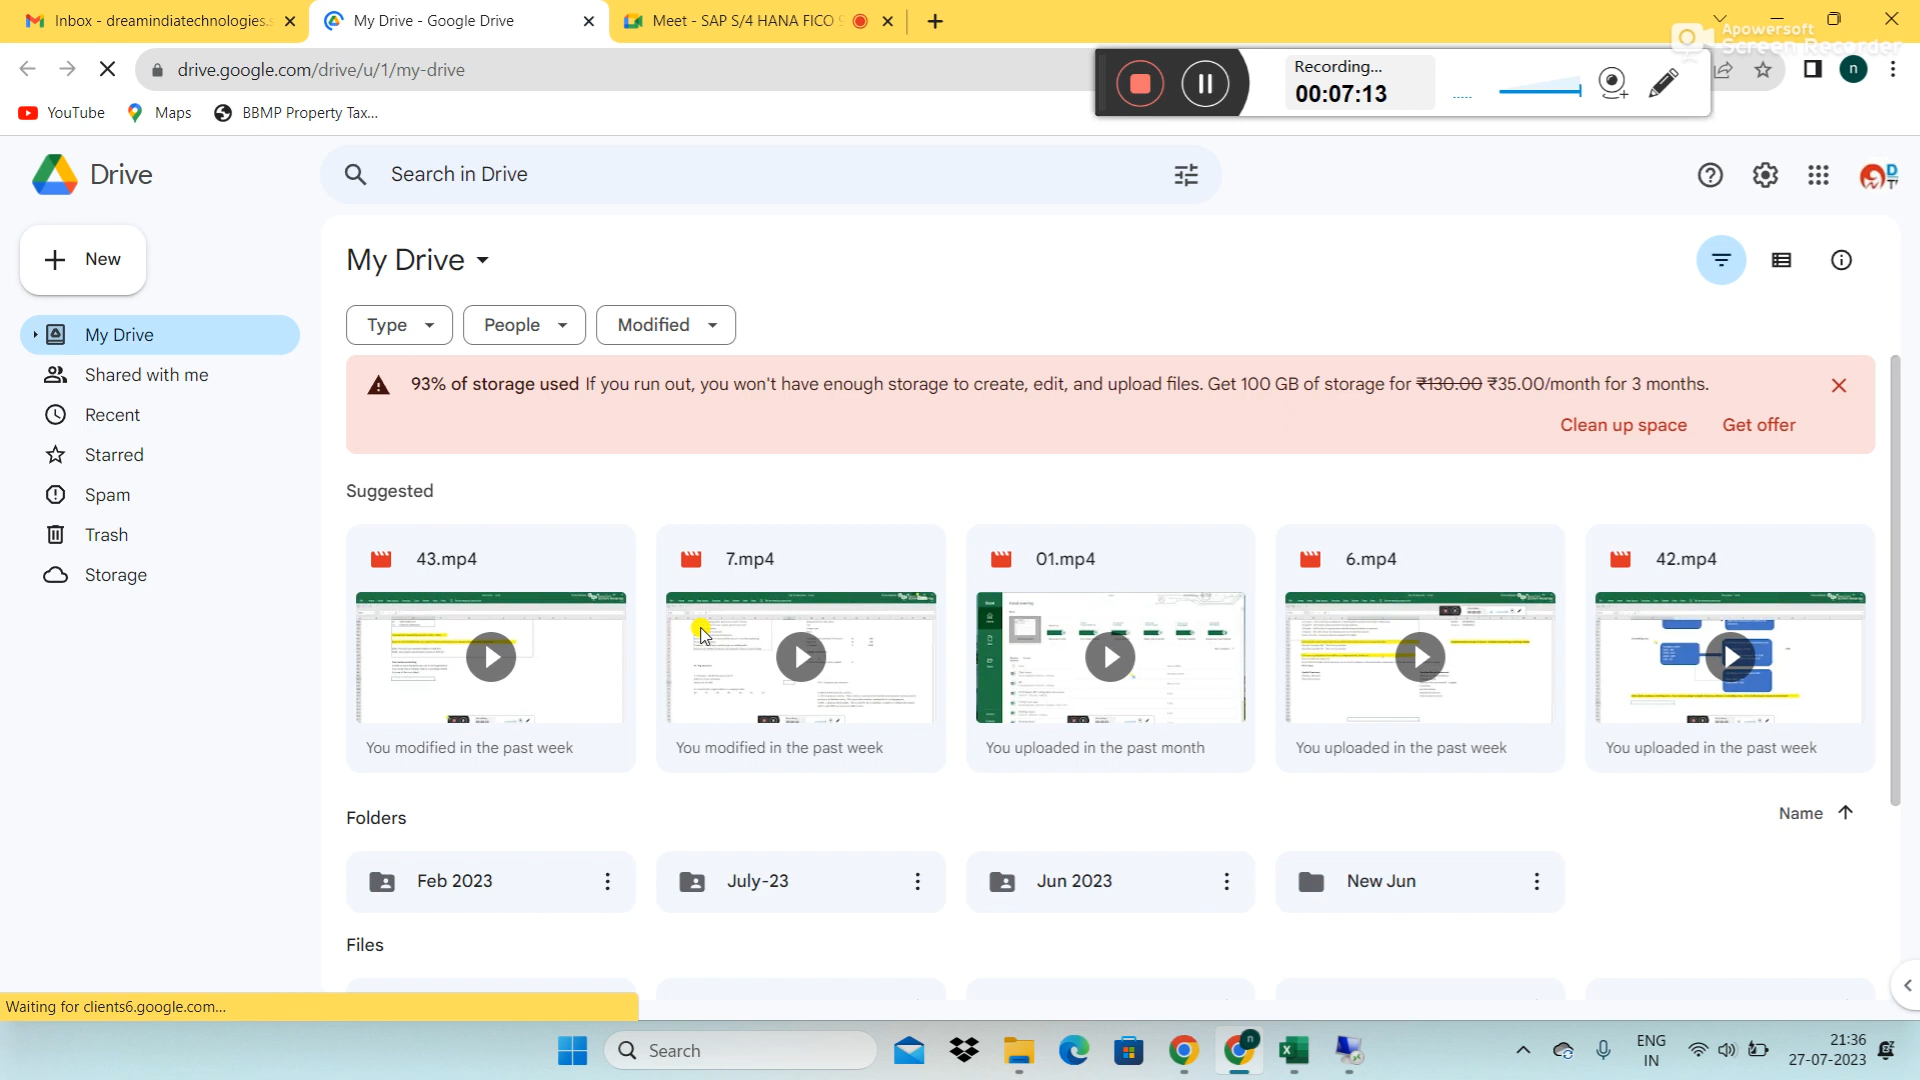 Inbox - dreamindiatechnologies.s
My Drive - Google Drive
Meet - SAP S/4 HANA FICO 9
Apowersoft
Screen Recorder
drive.google.com/drive/u/1/my-drive
Recording...
00:07:13
n
YouTube
Maps
BBMP Property Tax...
Drive
Search in Drive
New
My Drive
Type
People
Modified
My Drive
Shared with me
Recent
Starred
Spam
Trash
Storage
93% of storage used If you run out, you won't have enough storage to create, edit, and upload files. Get 100 GB of storage for ₹130.00 ₹35.00/month for 3 months.
Clean up space
Get offer
Suggested
43.mp4
7.mp4
01.mp4
6.mp4
42.mp4
You modified in the past week
You modified in the past week
You uploaded in the past month
You uploaded in the past week
You uploaded in the past week
Folders
Name
Feb 2023
July-23
Jun 2023
New Jun
Files
Waiting for clients6.google.com...
Search
ENG
IN
21:36
27-07-2023